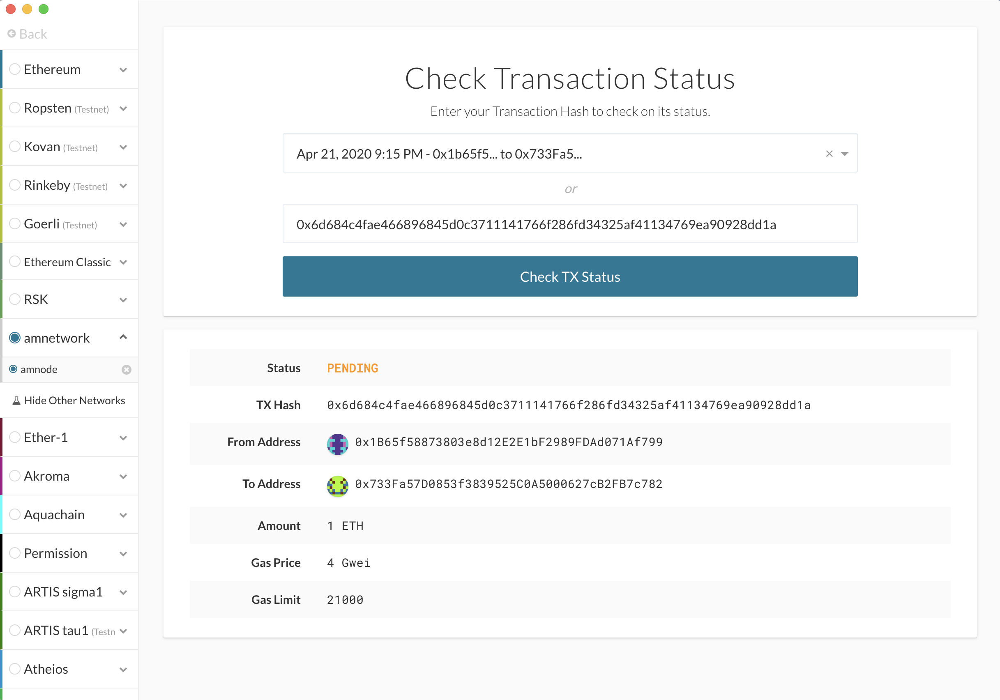 Back
Ethereum
Ropsten (Testnet)
Kovan (Testnet)
Rinkeby (Testnet)
Goerli (Testnet)
Ethereum Classic
RSK
amnetwork
amnode
Hide Other Networks
Ether-1
Akroma
Aquachain
Permission
ARTIS sigma1
ARTIS tau1 (Testn
Atheios
Check Transaction Status
Enter your Transaction Hash to check on its status.
Apr 21, 2020 9:15 PM - 0x1b65f5... to 0x733Fa5...
or
0x6d684c4fae466896845d0c3711141766f286fd34325af41134769ea90928dd1a
Check TX Status
Status PENDING
TX Hash 0x6d684c4fae466896845d0c3711141766f286fd34325af41134769ea90928dd1a
From Address 0x1B65f58873803e8d12E2E1bF2989FDAd071Af799
To Address 0x733Fa57D0853f3839525C0A5000627cB2FB7c782
Amount 1 ETH
Gas Price 4 Gwei
Gas Limit 21000